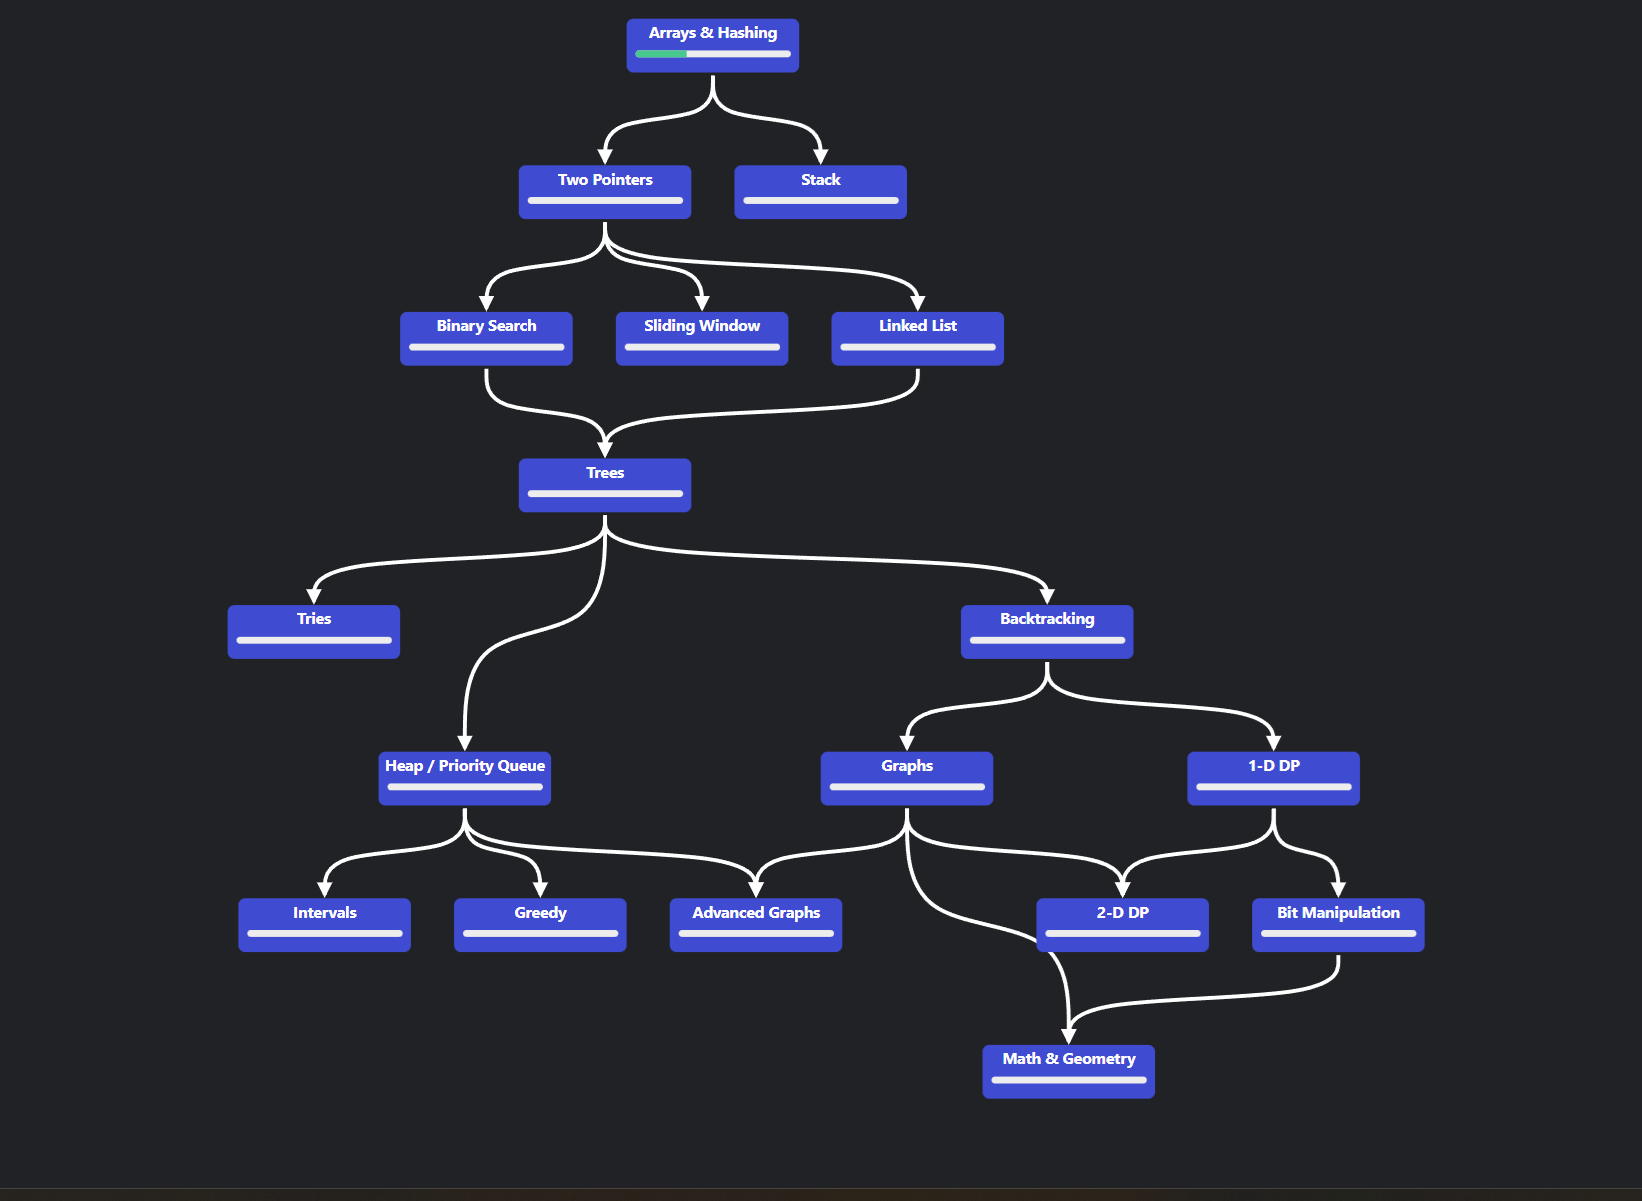 Arrays & Hashing
Two Pointers
Stack
Binary Search
Sliding Window
Linked List
Trees
Tries
Backtracking
Heap / Priority Queue
Graphs
1-D DP
Intervals
Greedy
Advanced Graphs
2-D DP
Bit Manipulation
Math & Geometry